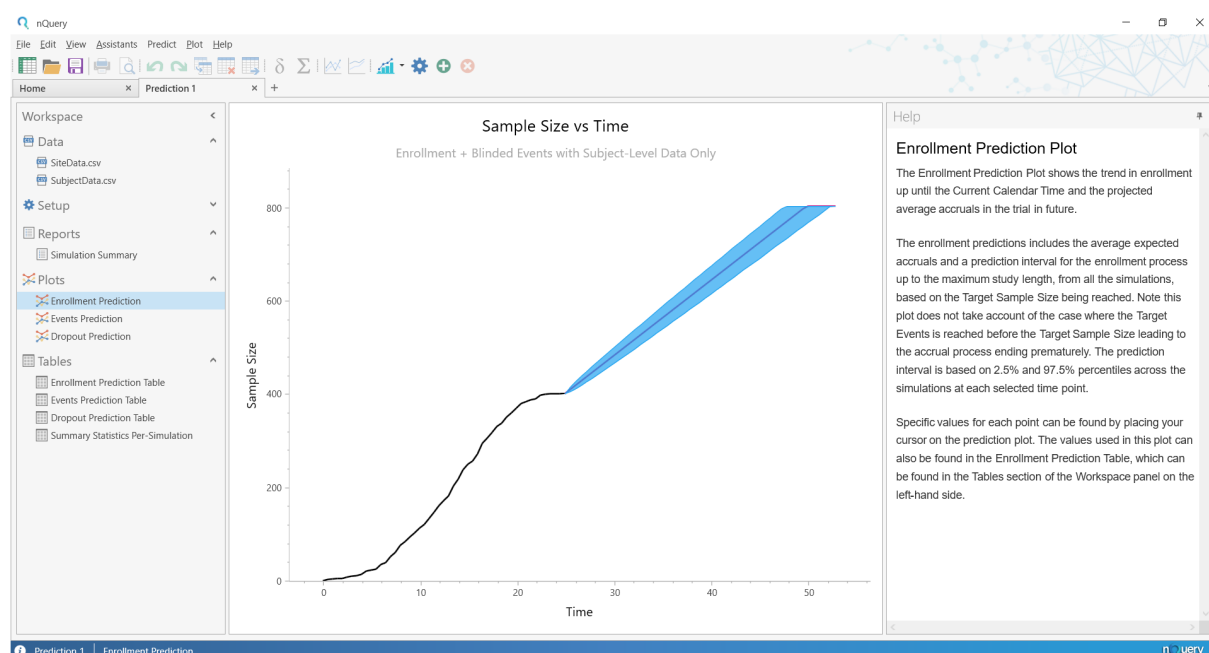 nQuery
File Edit View Assistants Predict Plot Help
Home × Prediction 1 × +
Workspace
Data
SiteData.csv
SubjectData.csv
Setup
Reports
Simulation Summary
Plots
Enrollment Prediction
Events Prediction
Dropout Prediction
Tables
Enrollment Prediction Table
Events Prediction Table
Dropout Prediction Table
Summary Statistics Per-Simulation
Sample Size vs Time
Enrollment + Blinded Events with Subject-Level Data Only
Sample Size
800
600
400
200
0
0 10 20 30 40 50
Time
Help
Enrollment Prediction Plot
The Enrollment Prediction Plot shows the trend in enrollment
up until the Current Calendar Time and the projected
average accruals in the trial in future.
The enrollment predictions includes the average expected
accruals and a prediction interval for the enrollment process
up to the maximum study length, from all the simulations,
based on the Target Sample Size being reached. Note this
plot does not take account of the case where the Target
Events is reached before the Target Sample Size leading to
the accrual process ending prematurely. The prediction
interval is based on 2.5% and 97.5% percentiles across the
simulations at each selected time point.
Specific values for each point can be found by placing your
cursor on the prediction plot. The values used in this plot can
also be found in the Enrollment Prediction Table, which can
be found in the Tables section of the Workspace panel on the
left-hand side.
Prediction 1 Enrollment Prediction
nQuery